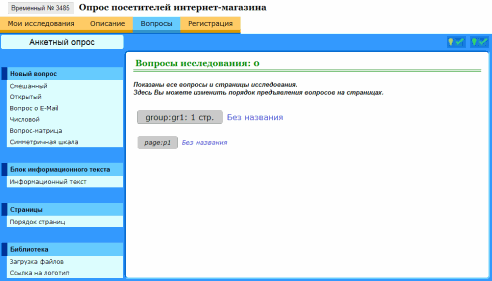 Временный № 3485
Опрос посетителей интернет-магазина
Мои исследования
Описание
Вопросы
Регистрация
Анкетный опрос
Новый вопрос
Смешанный
Открытый
Вопрос о E-Mail
Числовой
Вопрос-матрица
Симметричная шкала
Блок информационного текста
Информационный текст
Страницы
Порядок страниц
Библиотека
Загрузка файлов
Ссылка на логотип
Вопросы иеследования: 0
Показаны все вопросы и страницы исследования.
Здесь Вы можете изменить порядок предъявления вопросов на страницах.
group:gr1: 1 стр. Без названия
page:p1 Без названия